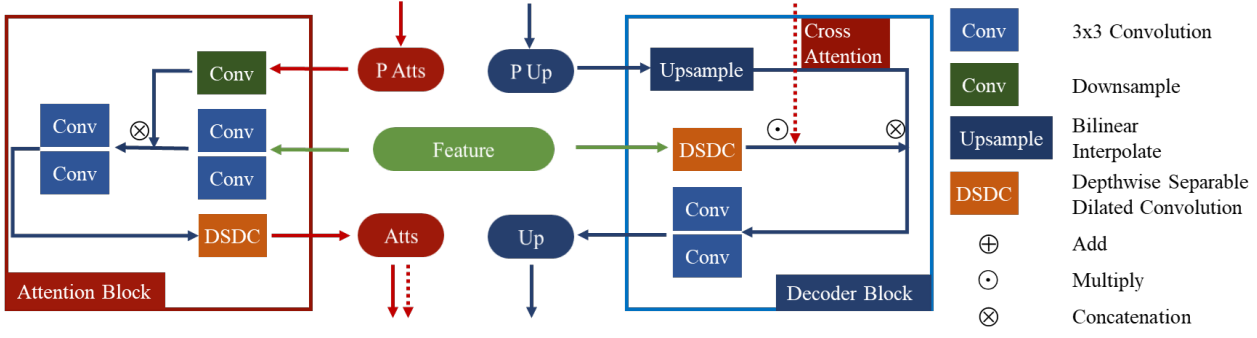 P Atts
P Up
Cross
Attention
Conv
Upsample
Conv
Conv
Conv
Conv
Conv
Feature
DSDC
DSDC
Conv
Conv
Atts
Up
Attention Block
Decoder Block
Conv 3x3 Convolution
Conv Downsample
Upsample Bilinear
Interpolate
DSDC Depthwise Separable
Dilated Convolution
⊕ Add
⊙ Multiply
⊗ Concatenation